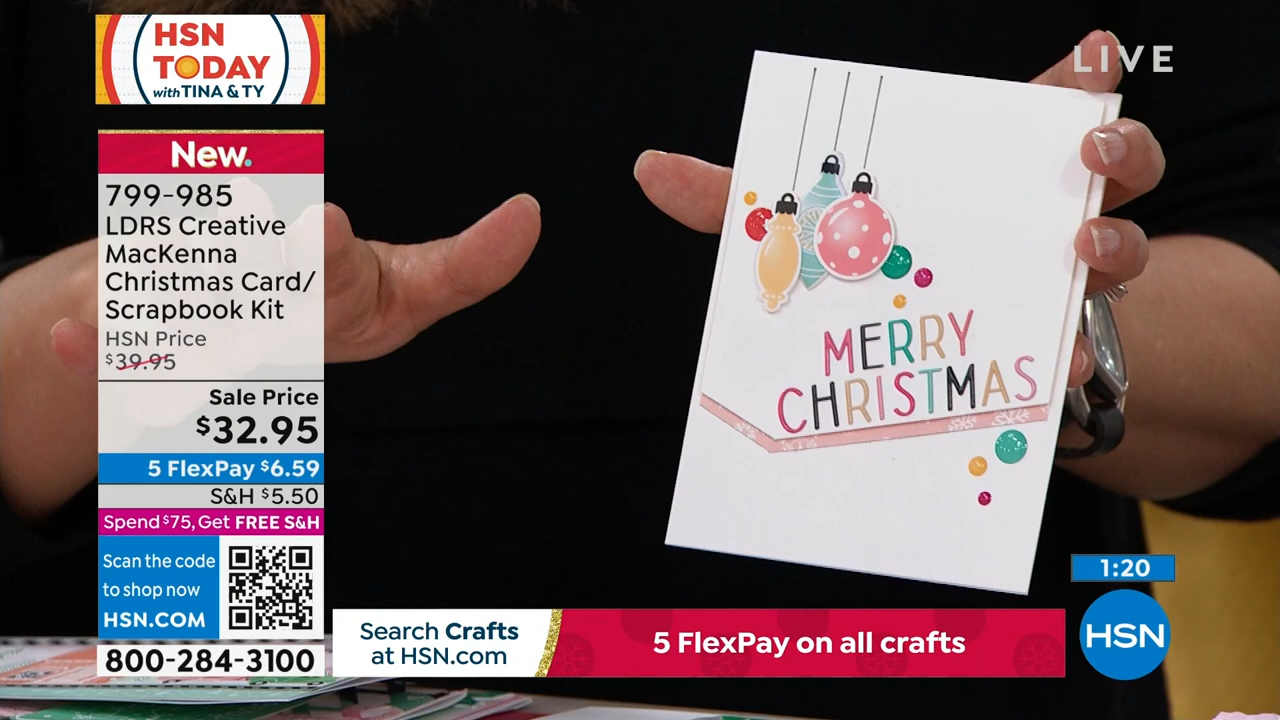 HSN
TODAY
with TINA & TY
LIVE
New.
799-985
LDRS Creative
MacKenna
Christmas Card/
Scrapbook Kit
HSN Price
$39.95
Sale Price
$32.95
5 FlexPay $6.59
S&H $5.50
Spend $75, Get FREE S&H
Scan the code
to shop now
HSN.COM
800-284-3100
MERRY
CHRISTMAS
Search Crafts
at HSN.com
5 FlexPay on all crafts
1:20
HSN